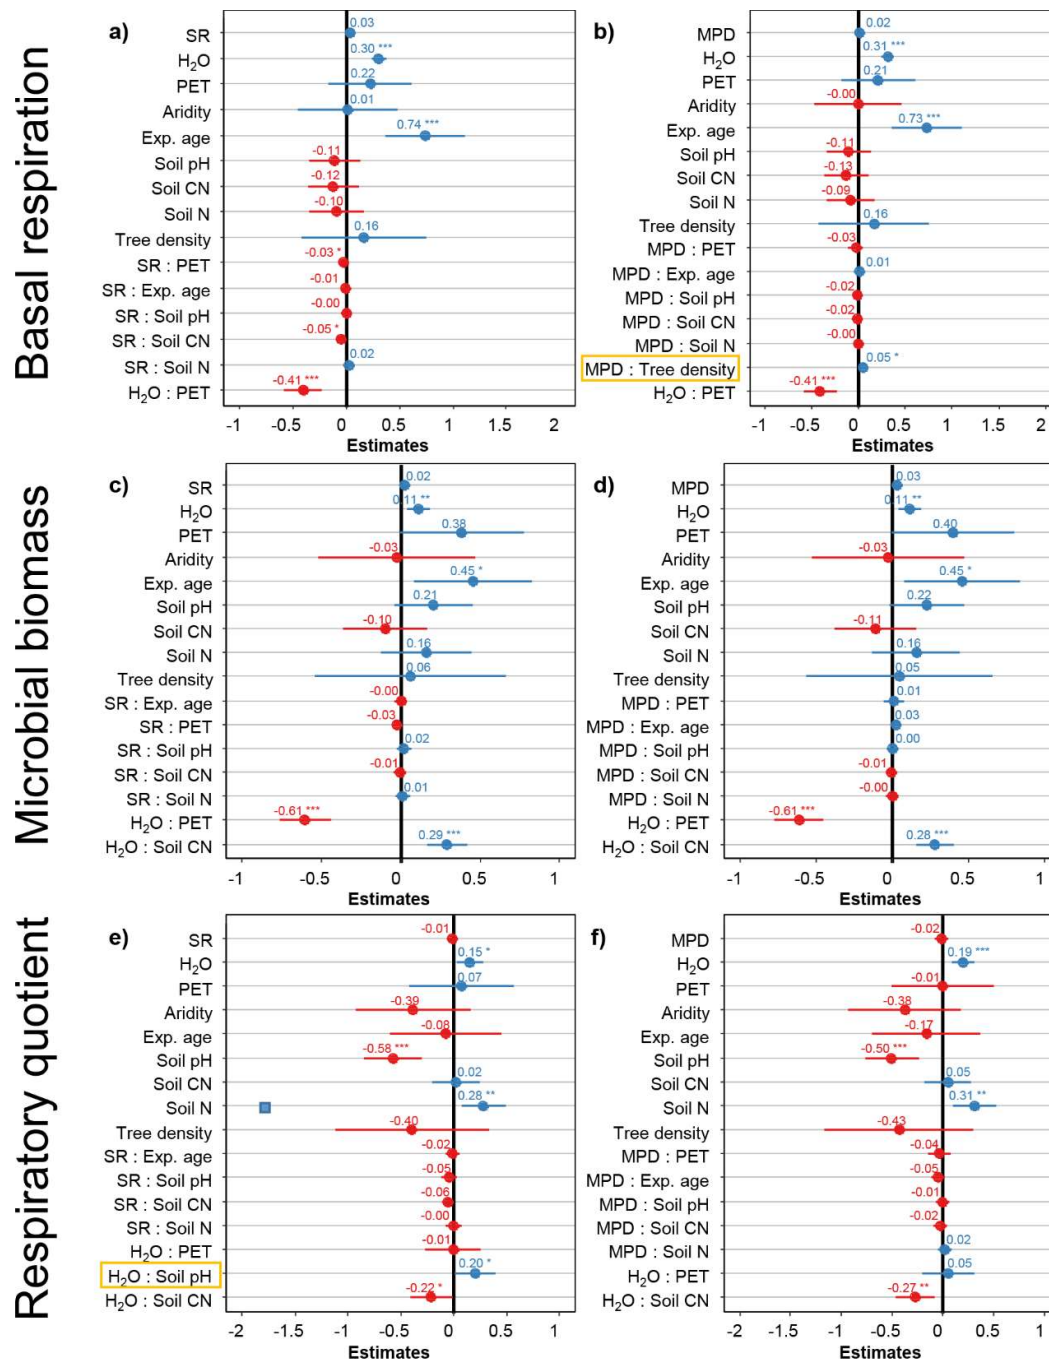 Basal respiration
a)
SR 0.03
H₂O 0.30 ***
PET 0.22
Aridity 0.01
Exp. age 0.74 ***
Soil pH -0.11
Soil CN -0.12
Soil N -0.10
Tree density 0.16
SR : PET -0.03 *
SR : Exp. age -0.01
SR : Soil pH -0.00
SR : Soil CN -0.05 *
SR : Soil N 0.02
H₂O : PET -0.41 ***
-1 -0.5 0 0.5 1 1.5 2
Estimates
b)
MPD 0.02
H₂O 0.31 ***
PET 0.21
Aridity -0.00
Exp. age 0.73 ***
Soil pH -0.11
Soil CN -0.13
Soil N -0.09
Tree density 0.16
MPD : PET -0.03
MPD : Exp. age 0.01
MPD : Soil pH -0.02
MPD : Soil CN -0.02
MPD : Soil N -0.00
MPD : Tree density 0.05 *
H₂O : PET -0.41 ***
-1 -0.5 0 0.5 1 1.5 2
Estimates
Microbial biomass
c)
SR 0.02
H₂O 0.11 **
PET 0.38
Aridity -0.03
Exp. age 0.45 *
Soil pH 0.21
Soil CN -0.10
Soil N 0.16
Tree density 0.06
SR : Exp. age -0.00
SR : PET -0.03
SR : Soil pH 0.02
SR : Soil CN -0.01
SR : Soil N 0.01
H₂O : PET -0.61 ***
H₂O : Soil CN 0.29 ***
-1 -0.5 0 0.5 1
Estimates
d)
MPD 0.03
H₂O 0.11 **
PET 0.40
Aridity -0.03
Exp. age 0.45 *
Soil pH 0.22
Soil CN -0.11
Soil N 0.16
Tree density 0.05
MPD : PET 0.01
MPD : Exp. age 0.03
MPD : Soil pH 0.00
MPD : Soil CN -0.01
MPD : Soil N -0.00
H₂O : PET -0.61 ***
H₂O : Soil CN 0.28 ***
-1 -0.5 0 0.5 1
Estimates
Respiratory quotient
e)
SR -0.01
H₂O 0.15 *
PET 0.07
Aridity -0.39
Exp. age -0.08
Soil pH -0.58 ***
Soil CN 0.02
Soil N 0.28 **
Tree density -0.40
SR : Exp. age -0.02
SR : Soil pH -0.05
SR : Soil CN -0.06
SR : Soil N -0.00
H₂O : PET -0.01
H₂O : Soil pH 0.20 *
H₂O : Soil CN -0.22 *
-2 -1.5 -1 -0.5 0 0.5 1
Estimates
f)
MPD -0.02
H₂O 0.19 ***
PET -0.01
Aridity -0.38
Exp. age -0.17
Soil pH -0.50 ***
Soil CN 0.05
Soil N 0.31 **
Tree density -0.43
MPD : PET -0.04
MPD : Exp. age -0.05
MPD : Soil pH -0.01
MPD : Soil CN -0.02
MPD : Soil N 0.02
H₂O : PET 0.05
H₂O : Soil CN -0.27 **
-2 -1.5 -1 -0.5 0 0.5 1
Estimates